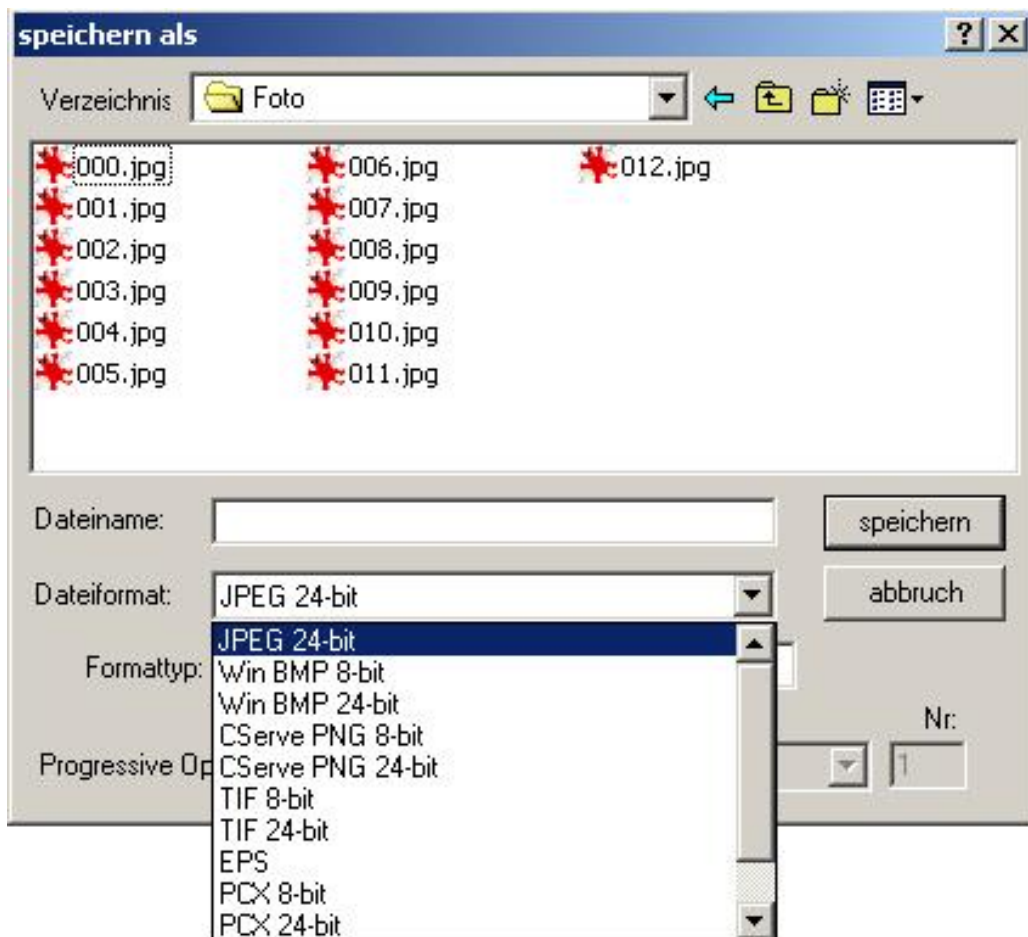 speichern als
Verzeichnis Foto
000.jpg 006.jpg 012.jpg
001.jpg 007.jpg
002.jpg 008.jpg
003.jpg 009.jpg
004.jpg 010.jpg
005.jpg 011.jpg
Dateiname: speichern
Dateiformat: JPEG 24-bit abbruch
JPEG 24-bit
Formattyp: Win BMP 8-bit
Win BMP 24-bit
CServe PNG 8-bit Nr:
Progressive Op CServe PNG 24-bit 1
TIF 8-bit
TIF 24-bit
EPS
PCX 8-bit
PCX 24-bit